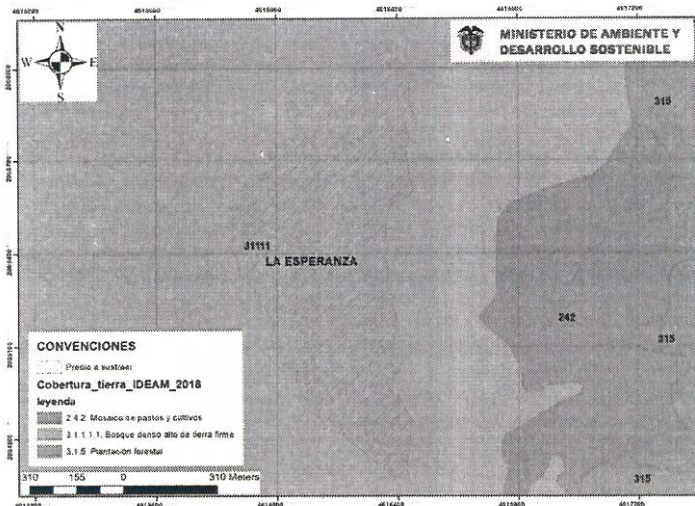 MINISTERIO DE AMBIENTE Y
DESARROLLO SOSTENIBLE
N
W E
S
315
31111
LA ESPERANZA
242
315
315
CONVENCIONES
Predio a sustraer
Cobertura_tierra_IDEAM_2018
leyenda
2.4.2. Mosaico de pastos y cultivos
3.1.1.1.1. Bosque denso alto de tierra firme
3.1.5. Plantación forestal
310 155 0 310 Meters